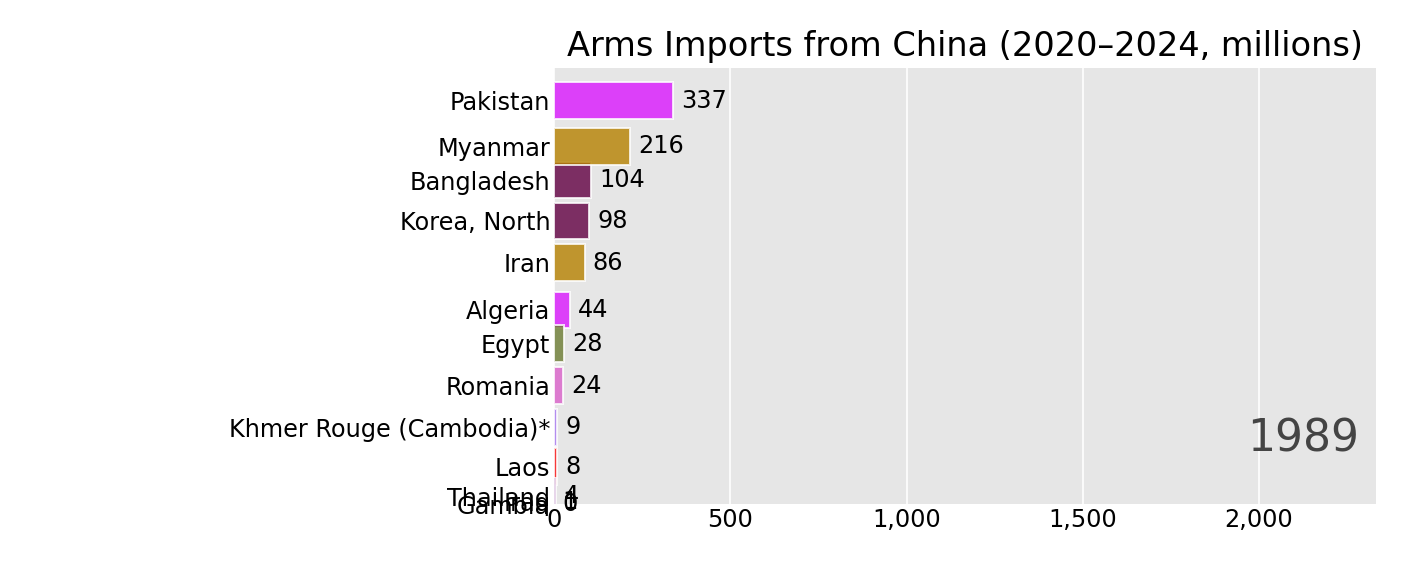 Arms Imports from China (2020–2024, millions)
Pakistan 337
Myanmar 216
Bangladesh 104
Korea, North 98
Iran 86
Algeria 44
Egypt 28
Romania 24
Khmer Rouge (Cambodia)* 9
1989
Laos 8
Thailand 4
Gambia
0 500 1,000 1,500 2,000